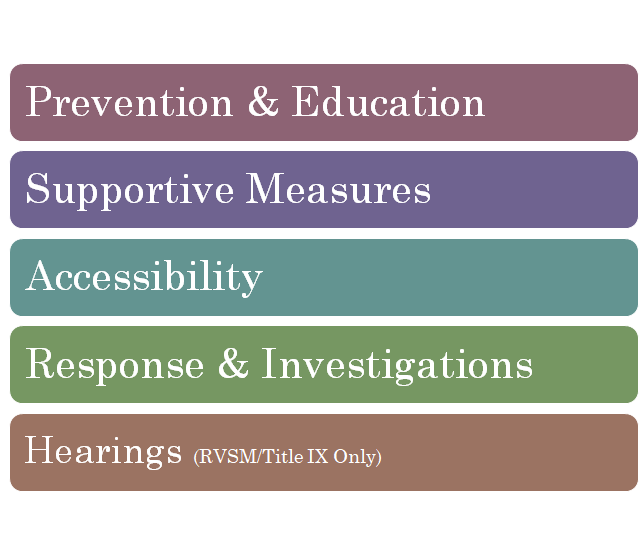 Prevention & Education
Supportive Measures
Accessibility
Response & Investigations
Hearings (RVSM/Title IX Only)